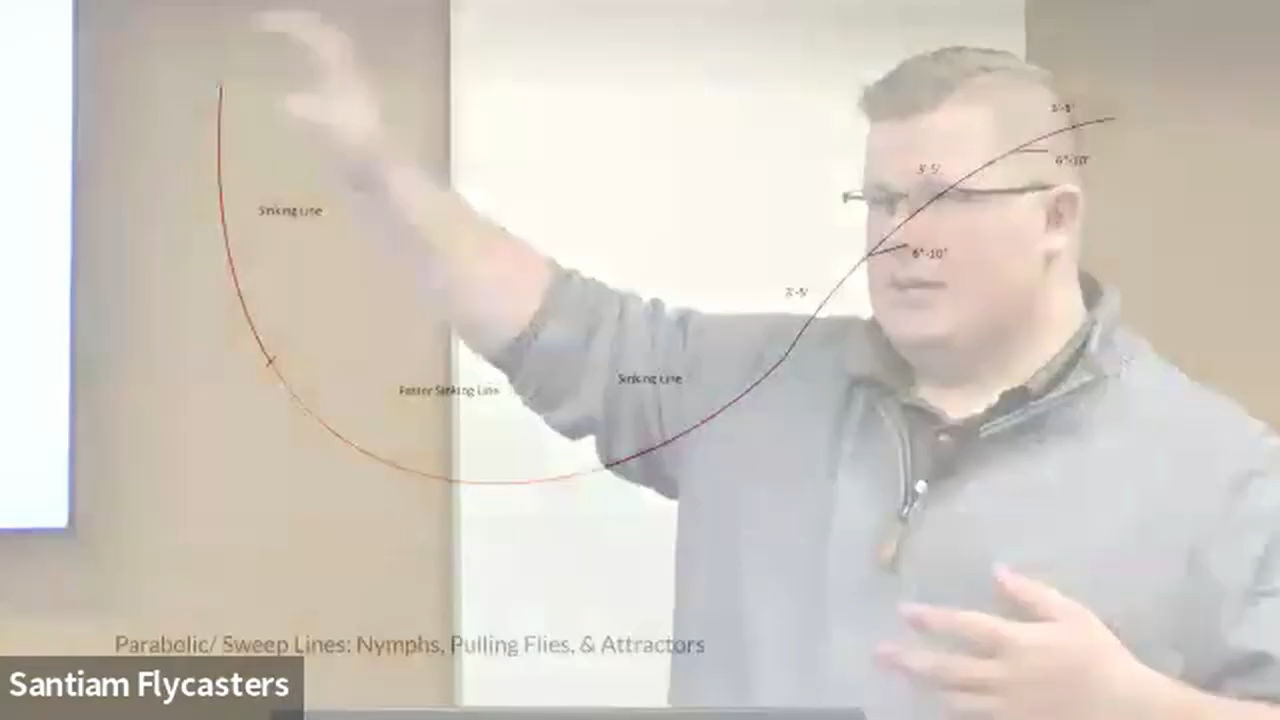 5'-5'
6"-10"
3'-5'
6"-10"
Sinking Line
Sinking Line
Faster Sinking Line
Parabolic/ Sweep Lines: Nymphs, Pulling Flies, & Attractors
Santiam Flycasters